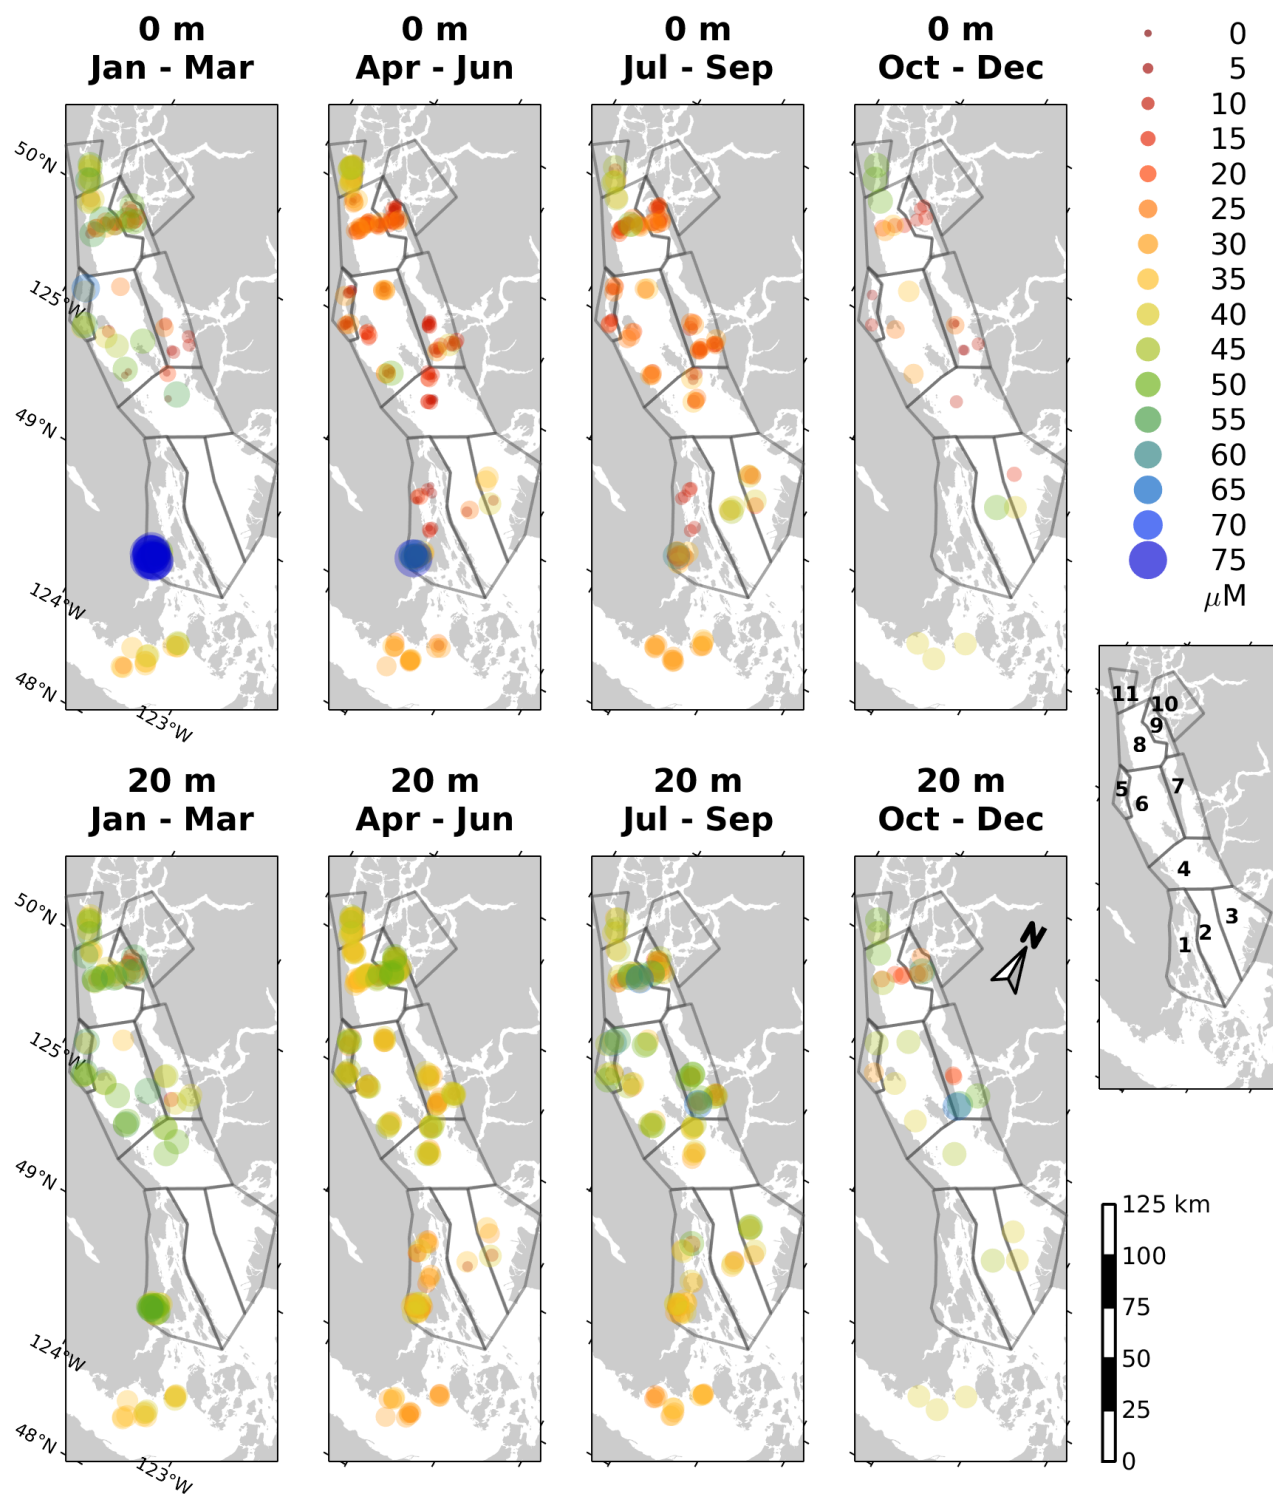 0 m
Jan - Mar
0 m
Apr - Jun
0 m
Jul - Sep
0 m
Oct - Dec
50°N
125°W
49°N
124°W
48°N
123°W
0
5
10
15
20
25
30
35
40
45
50
55
60
65
70
75
μM
11
10
9
8
7
5
6
4
3
2
1
20 m
Jan - Mar
20 m
Apr - Jun
20 m
Jul - Sep
20 m
Oct - Dec
50°N
125°W
49°N
124°W
48°N
123°W
N
125 km
100
75
50
25
0